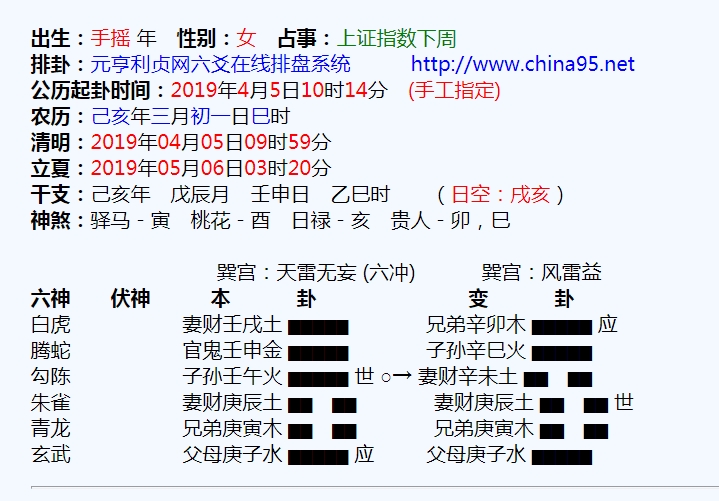 出生：手摇 年 性别：女 占事：上证指数下周
排卦：元亨利贞网六爻在线排盘系统 http://www.china95.net
公历起卦时间：2019年4月5日10时14分 (手工指定)
农历：己亥年三月初一日巳时
清明：2019年04月05日09时59分
立夏：2019年05月06日03时20分
干支：己亥年 戊辰月 壬申日 乙巳时 （日空：戌亥）
神煞：驿马－寅 桃花－酉 日禄－亥 贵人－卯，巳
巽宫：天雷无妄 (六冲) 巽宫：风雷益
六神 伏神 本 卦 变 卦
白虎 妻财壬戌土 兄弟辛卯木 应
腾蛇 官鬼壬申金 子孙辛巳火
勾陈 子孙壬午火 世 ○→ 妻财辛未土
朱雀 妻财庚辰土 妻财庚辰土 世
青龙 兄弟庚寅木 兄弟庚寅木
玄武 父母庚子水 应 父母庚子水